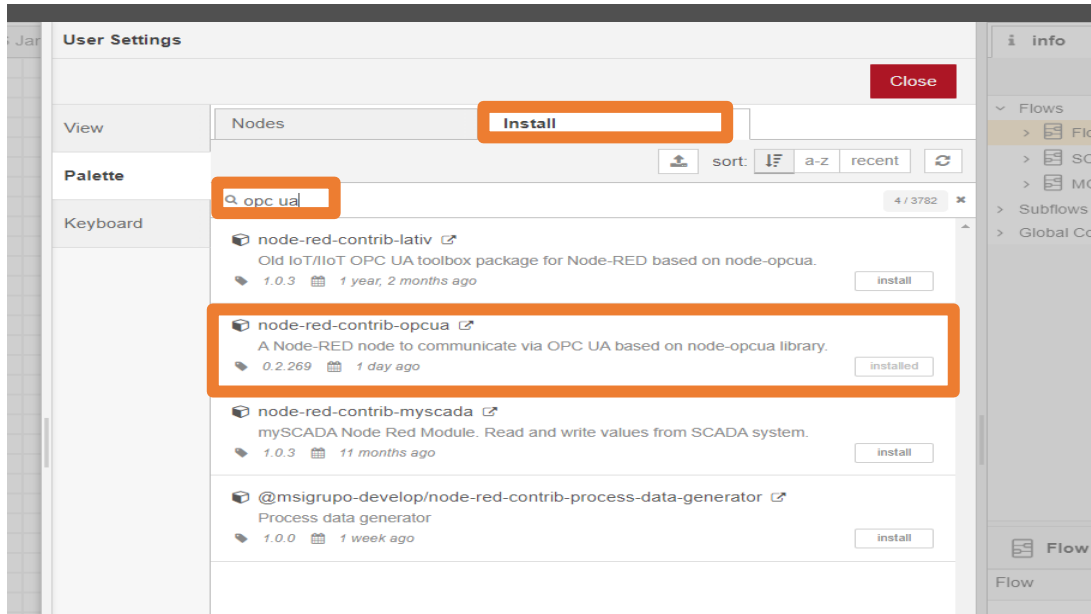 Jar
User Settings
info
Close
Flows
View
Nodes
Install
Flo
sort:
a-z
recent
SC
Palette
MC
opc ua
4 / 3782
Subflows
Keyboard
Global Co
node-red-contrib-lativ
Old IoT/IIoT OPC UA toolbox package for Node-RED based on node-opcua.
1.0.3
1 year, 2 months ago
install
node-red-contrib-opcua
A Node-RED node to communicate via OPC UA based on node-opcua library.
0.2.269
1 day ago
installed
node-red-contrib-myscada
mySCADA Node Red Module. Read and write values from SCADA system.
1.0.3
11 months ago
install
@msigrupo-develop/node-red-contrib-process-data-generator
Process data generator
1.0.0
1 week ago
install
Flow
Flow